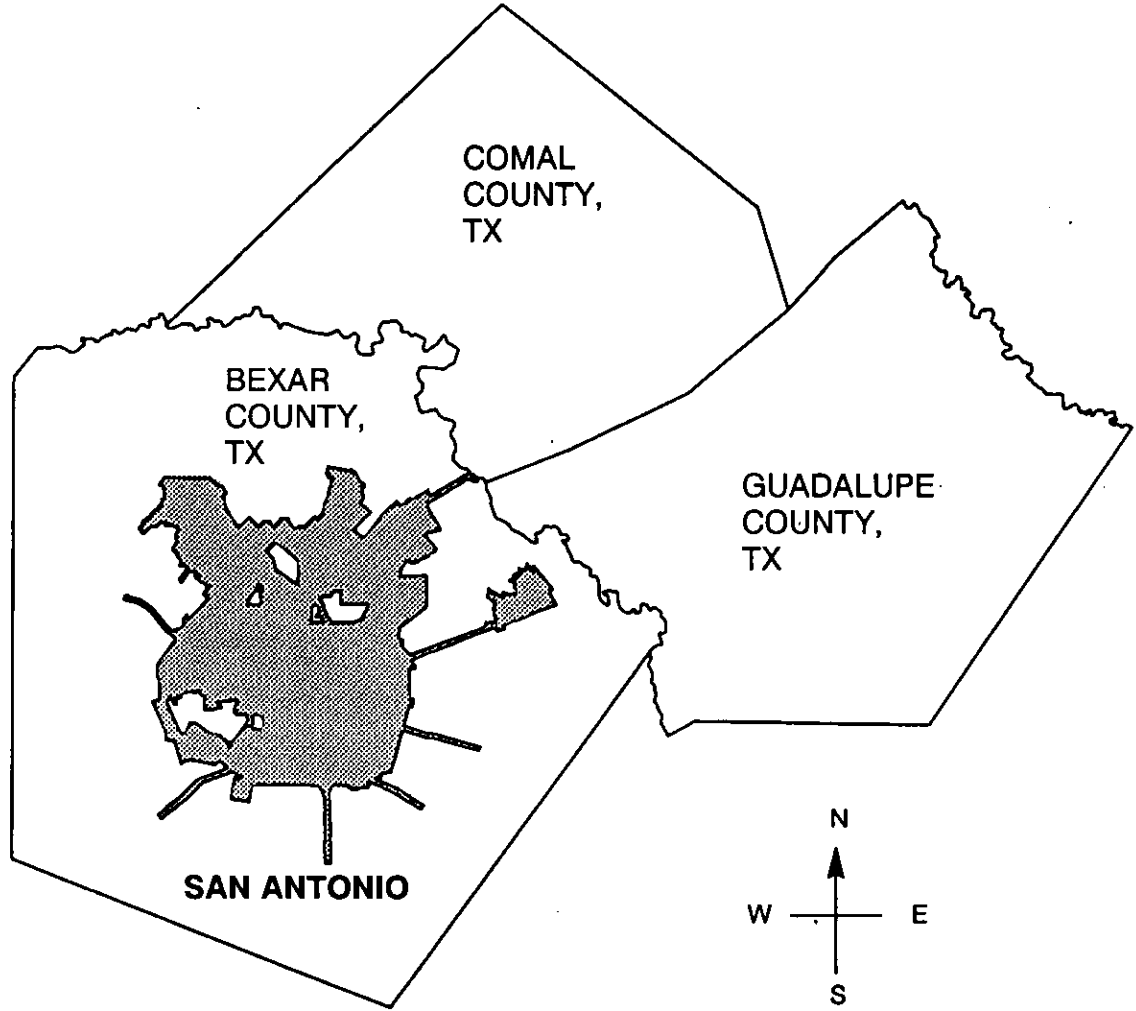 COMAL
COUNTY,
TX
BEXAR
COUNTY,
TX
GUADALUPE
COUNTY,
TX
SAN ANTONIO
N
W
E
S